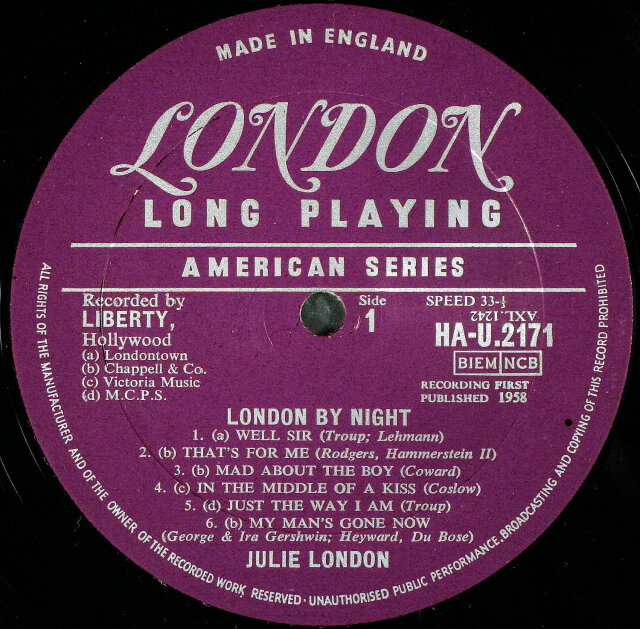 MADE IN ENGLAND
LONDON
LONG PLAYING
AMERICAN SERIES
Recorded by
LIBERTY,
Hollywood
(a) Londontown
(b) Chappell & Co.
(c) Victoria Music
(d) M.C.P.S.
Side
1
SPEED 33-⅓
AXL.1242
HA-U.2171
BIEM NCB
RECORDING FIRST
PUBLISHED 1958
LONDON BY NIGHT
1. (a) WELL SIR (Troup; Lehmann)
2. (b) THAT'S FOR ME (Rodgers, Hammerstein II)
3. (b) MAD ABOUT THE BOY (Coward)
4. (c) IN THE MIDDLE OF A KISS (Coslow)
5. (d) JUST THE WAY I AM (Troup)
6. (b) MY MAN'S GONE NOW
(George & Ira Gershwin; Heyward, Du Bose)
JULIE LONDON
ALL RIGHTS OF THE MANUFACTURER AND OF THE OWNER OF THE RECORDED WORK RESERVED · UNAUTHORISED PUBLIC PERFORMANCE, BROADCASTING AND COPYING OF THIS RECORD PROHIBITED